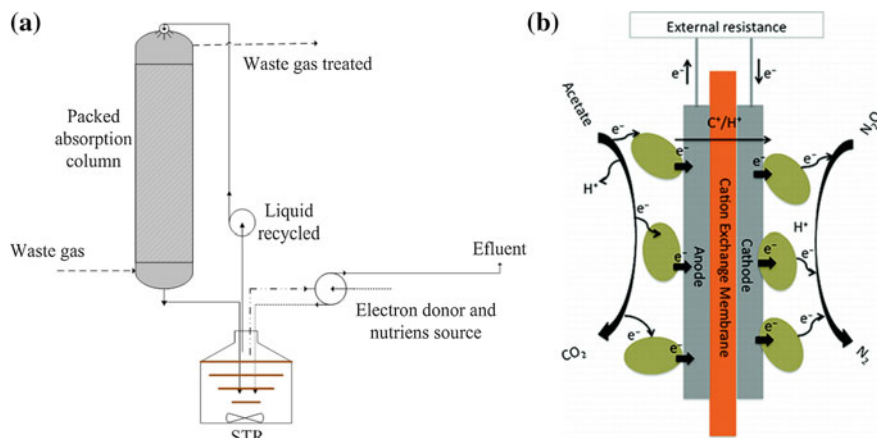 (a)
Waste gas treated
Packed
absorption
column
Liquid
recycled
Waste gas
Efluent
Electron donor and
nutriens source
STR
(b)
External resistance
e⁻
e⁻
Acetate
C⁺/H⁺
N₂O
e⁻
e⁻
e⁻
e⁻
H⁺
e⁻
e⁻
e⁻
H⁺
e⁻
Anode
Cation Exchange Membrane
Cathode
e⁻
e⁻
e⁻
e⁻
CO₂
N₂